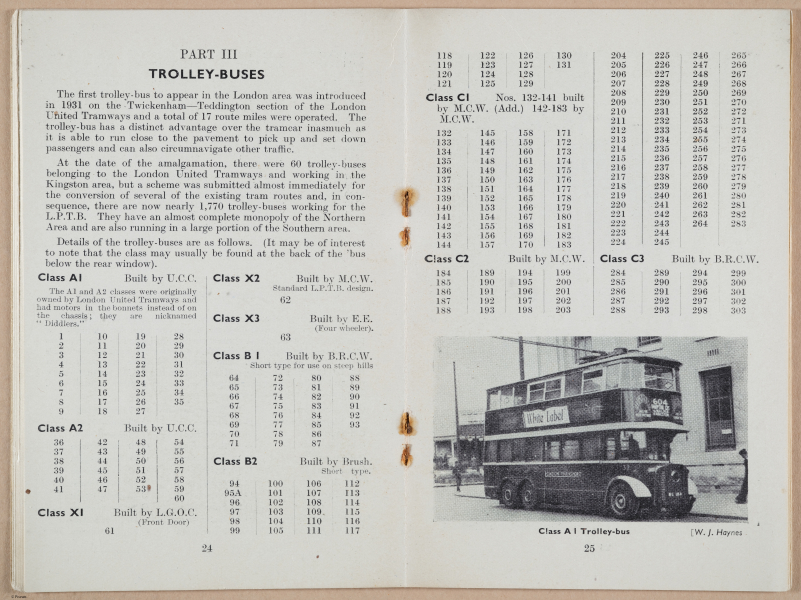 PART III
TROLLEY-BUSES
The first trolley-bus to appear in the London area was introduced
in 1931 on the Twickenham—Teddington section of the London
United Tramways and a total of 17 route miles were operated. The
trolley-bus has a distinct advantage over the tramcar inasmuch as
it is able to run close to the pavement to pick up and set down
passengers and can also circumnavigate other traffic.
At the date of the amalgamation, there were 60 trolley-buses
belonging to the London United Tramways and working in the
Kingston area, but a scheme was submitted almost immediately for
the conversion of several of the existing tram routes and, in con-
sequence, there are now nearly 1,770 trolley-buses working for the
L.P.T.B. They have an almost complete monopoly of the Northern
Area and are also running in a large portion of the Southern area.
Details of the trolley-buses are as follows. (It may be of interest
to note that the class may usually be found at the back of the 'bus
below the rear window).
Class A1 Built by U.C.C.
The A1 and A2 classes were originally
owned by London United Tramways and
had motors in the bonnets instead of on
the chassis; they are nicknamed
"Diddlers."
1 10 19 28
2 11 20 29
3 12 21 30
4 13 22 31
5 14 23 32
6 15 24 33
7 16 25 34
8 17 26 35
9 18 27
Class A2 Built by U.C.C.
36 42 48 54
37 43 49 55
38 44 50 56
39 45 51 57
40 46 52 58
41 47 53 59
60
Class X1 Built by L.G.O.C.
(Front Door)
61
Class X2 Built by M.C.W.
Standard L.P.T.B. design.
62
Class X3 Built by E.E.
(Four wheeler).
63
Class B 1 Built by B.R.C.W.
Short type for use on steep hills
64 72 80 88
65 73 81 89
66 74 82 90
67 75 83 91
68 76 84 92
69 77 85 93
70 78 86
71 79 87
Class B2 Built by Brush.
Short type.
94 100 106 112
95A 101 107 113
96 102 108 114
97 103 109 115
98 104 110 116
99 105 111 117
24
118 122 126 130
119 123 127 131
120 124 128
121 125 129
Class C1 Nos. 132-141 built
by M.C.W. (Add.) 142-183 by
M.C.W.
132 145 158 171
133 146 159 172
134 147 160 173
135 148 161 174
136 149 162 175
137 150 163 176
138 151 164 177
139 152 165 178
140 153 166 179
141 154 167 180
142 155 168 181
143 156 169 182
144 157 170 183
Class C2 Built by M.C.W.
184 189 194 199
185 190 195 200
186 191 196 201
187 192 197 202
188 193 198 203
204 225 246 265
205 226 247 266
206 227 248 267
207 228 249 268
208 229 250 269
209 230 251 270
210 231 252 271
211 232 253 272
212 233 254 273
213 234 255 274
214 235 256 275
215 236 257 276
216 237 258 277
217 238 259 278
218 239 260 279
219 240 261 280
220 241 262 281
221 242 263 282
222 243 264 283
223 244
224 245
Class C3 Built by B.R.C.W.
284 289 294 299
285 290 295 300
286 291 296 301
287 292 297 302
288 293 298 303
604
White Label
Class A1 Trolley-bus
[W. J. Haynes
25